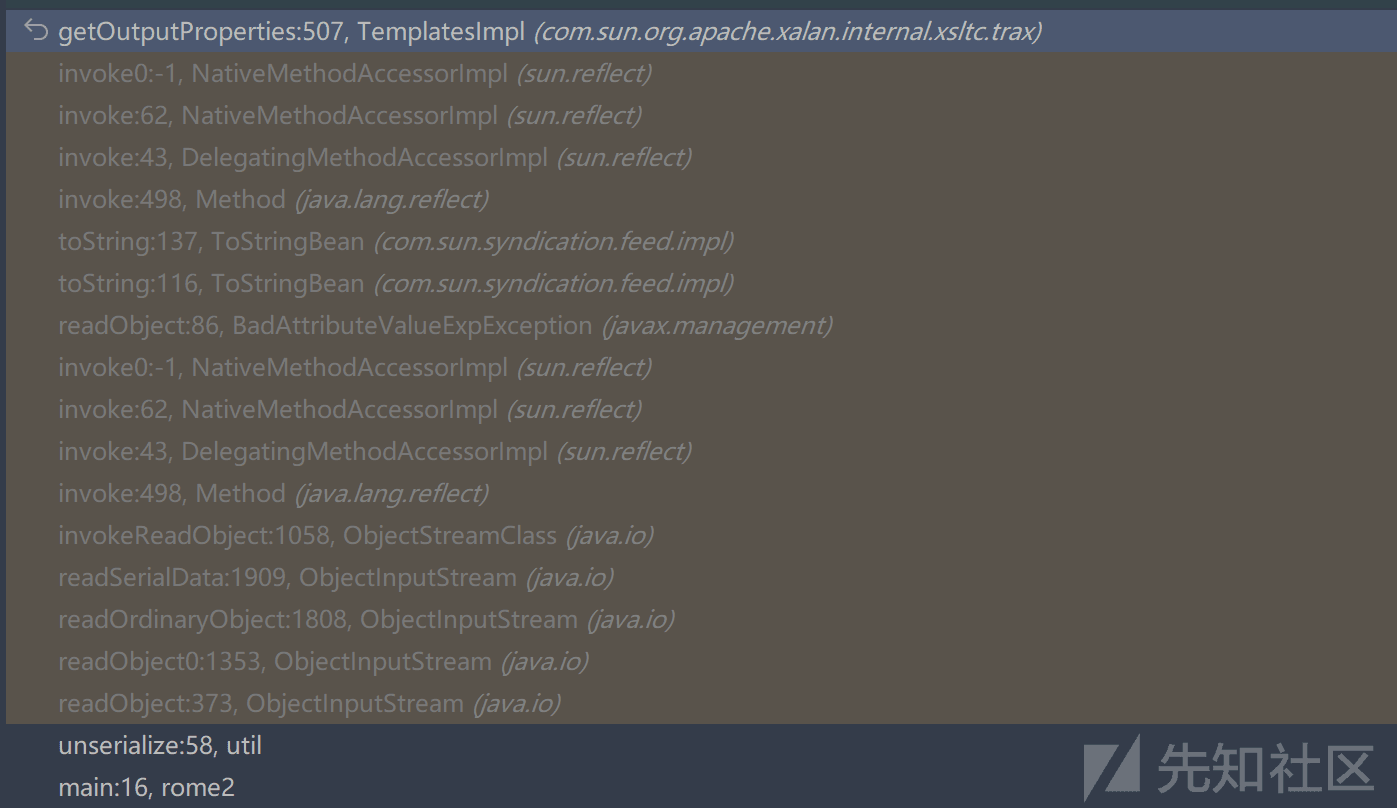 getOutputProperties:507, TemplatesImpl (com.sun.org.apache.xalan.internal.xsltc.trax)
invoke0:-1, NativeMethodAccessorImpl (sun.reflect)
invoke:62, NativeMethodAccessorImpl (sun.reflect)
invoke:43, DelegatingMethodAccessorImpl (sun.reflect)
invoke:498, Method (java.lang.reflect)
toString:137, ToStringBean (com.sun.syndication.feed.impl)
toString:116, ToStringBean (com.sun.syndication.feed.impl)
readObject:86, BadAttributeValueExpException (javax.management)
invoke0:-1, NativeMethodAccessorImpl (sun.reflect)
invoke:62, NativeMethodAccessorImpl (sun.reflect)
invoke:43, DelegatingMethodAccessorImpl (sun.reflect)
invoke:498, Method (java.lang.reflect)
invokeReadObject:1058, ObjectStreamClass (java.io)
readSerialData:1909, ObjectInputStream (java.io)
readOrdinaryObject:1808, ObjectInputStream (java.io)
readObject0:1353, ObjectInputStream (java.io)
readObject:373, ObjectInputStream (java.io)
unserialize:58, util
main:16, rome2
先知社区